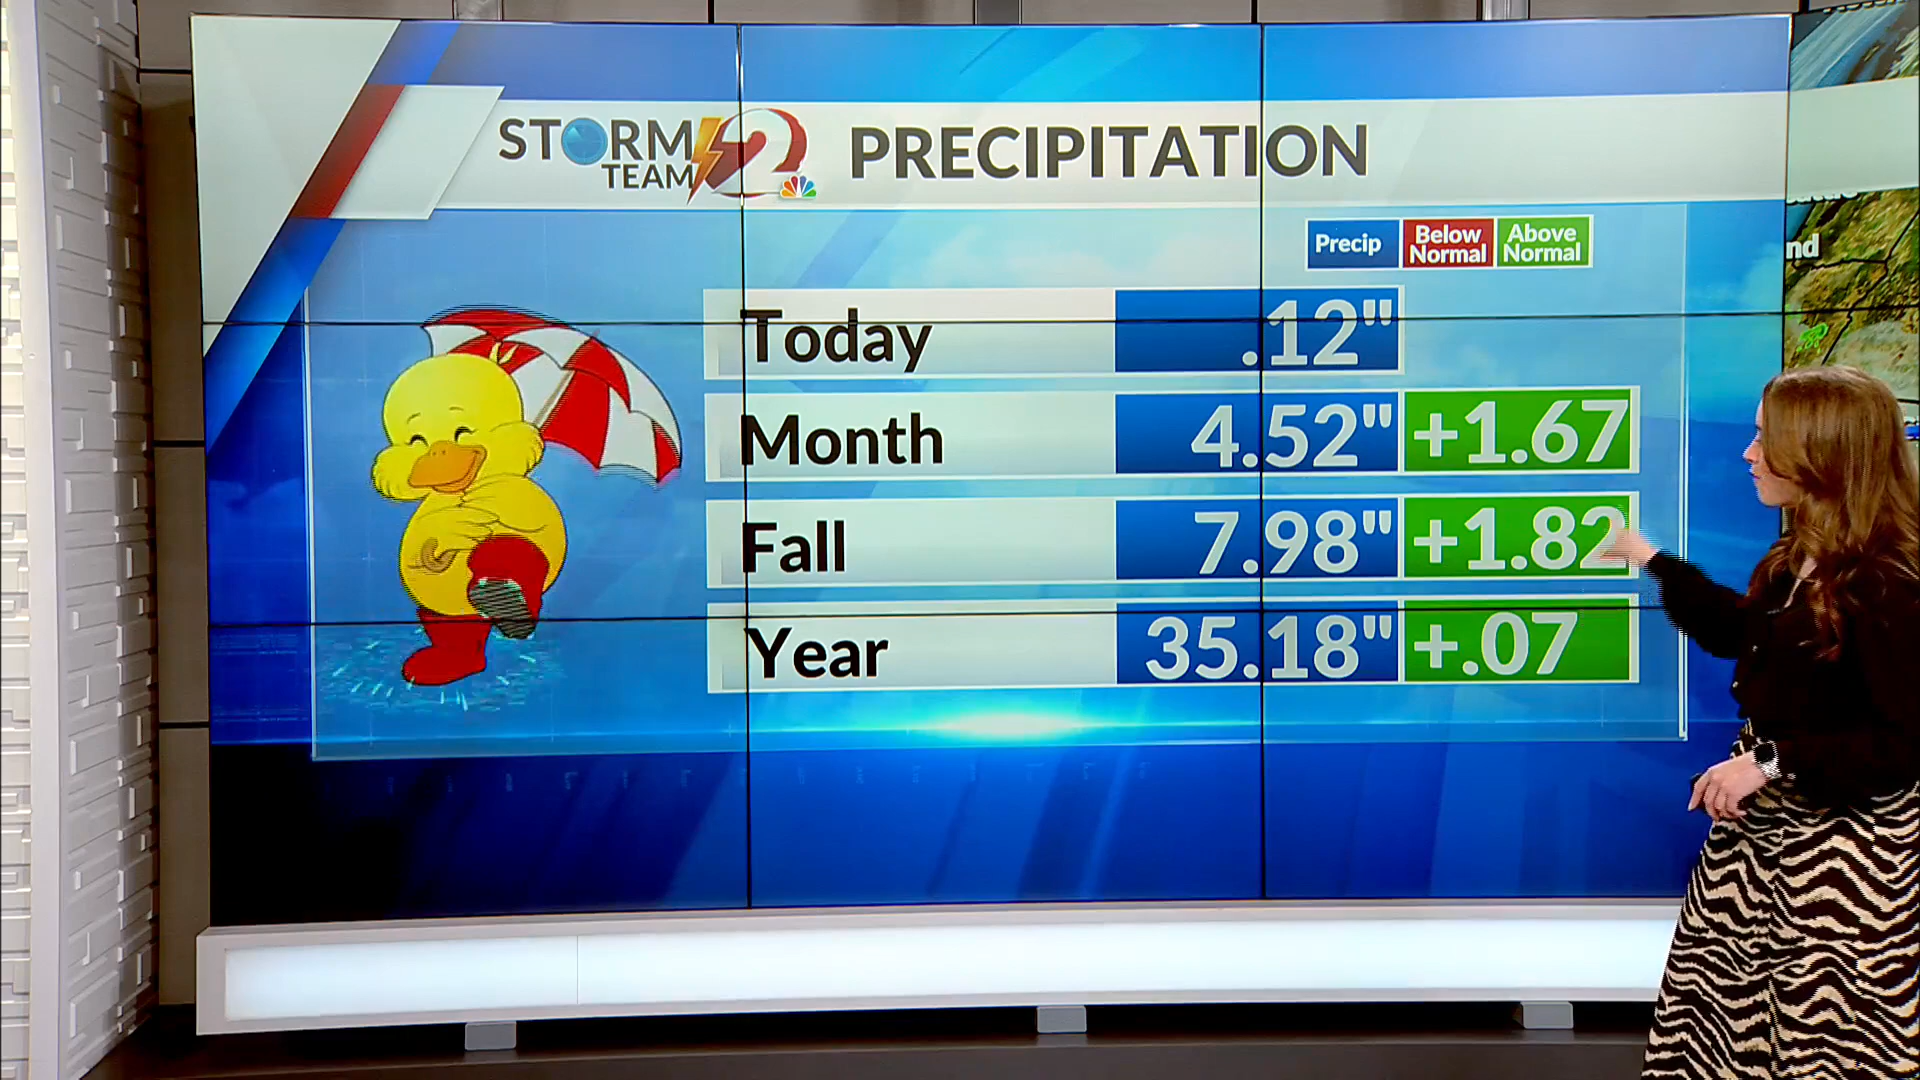 STORM
TEAM 2
PRECIPITATION
Precip
Below
Normal
Above
Normal
Today .12"
Month 4.52" +1.67
Fall 7.98" +1.82
Year 35.18" +.07
nd